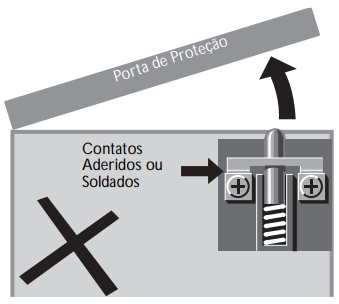 Porta de Proteção
Contatos
Aderidos ou
Soldados